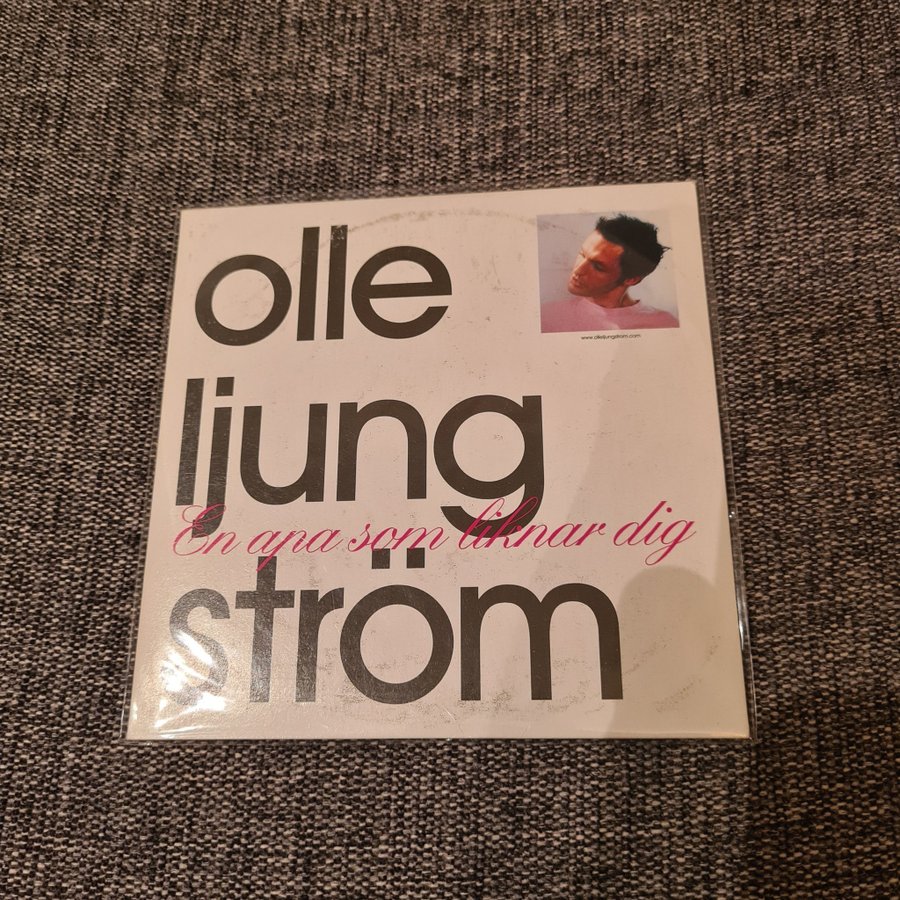 olle
www.olleljungstrom.com
ljung
En apa som liknar dig
ström